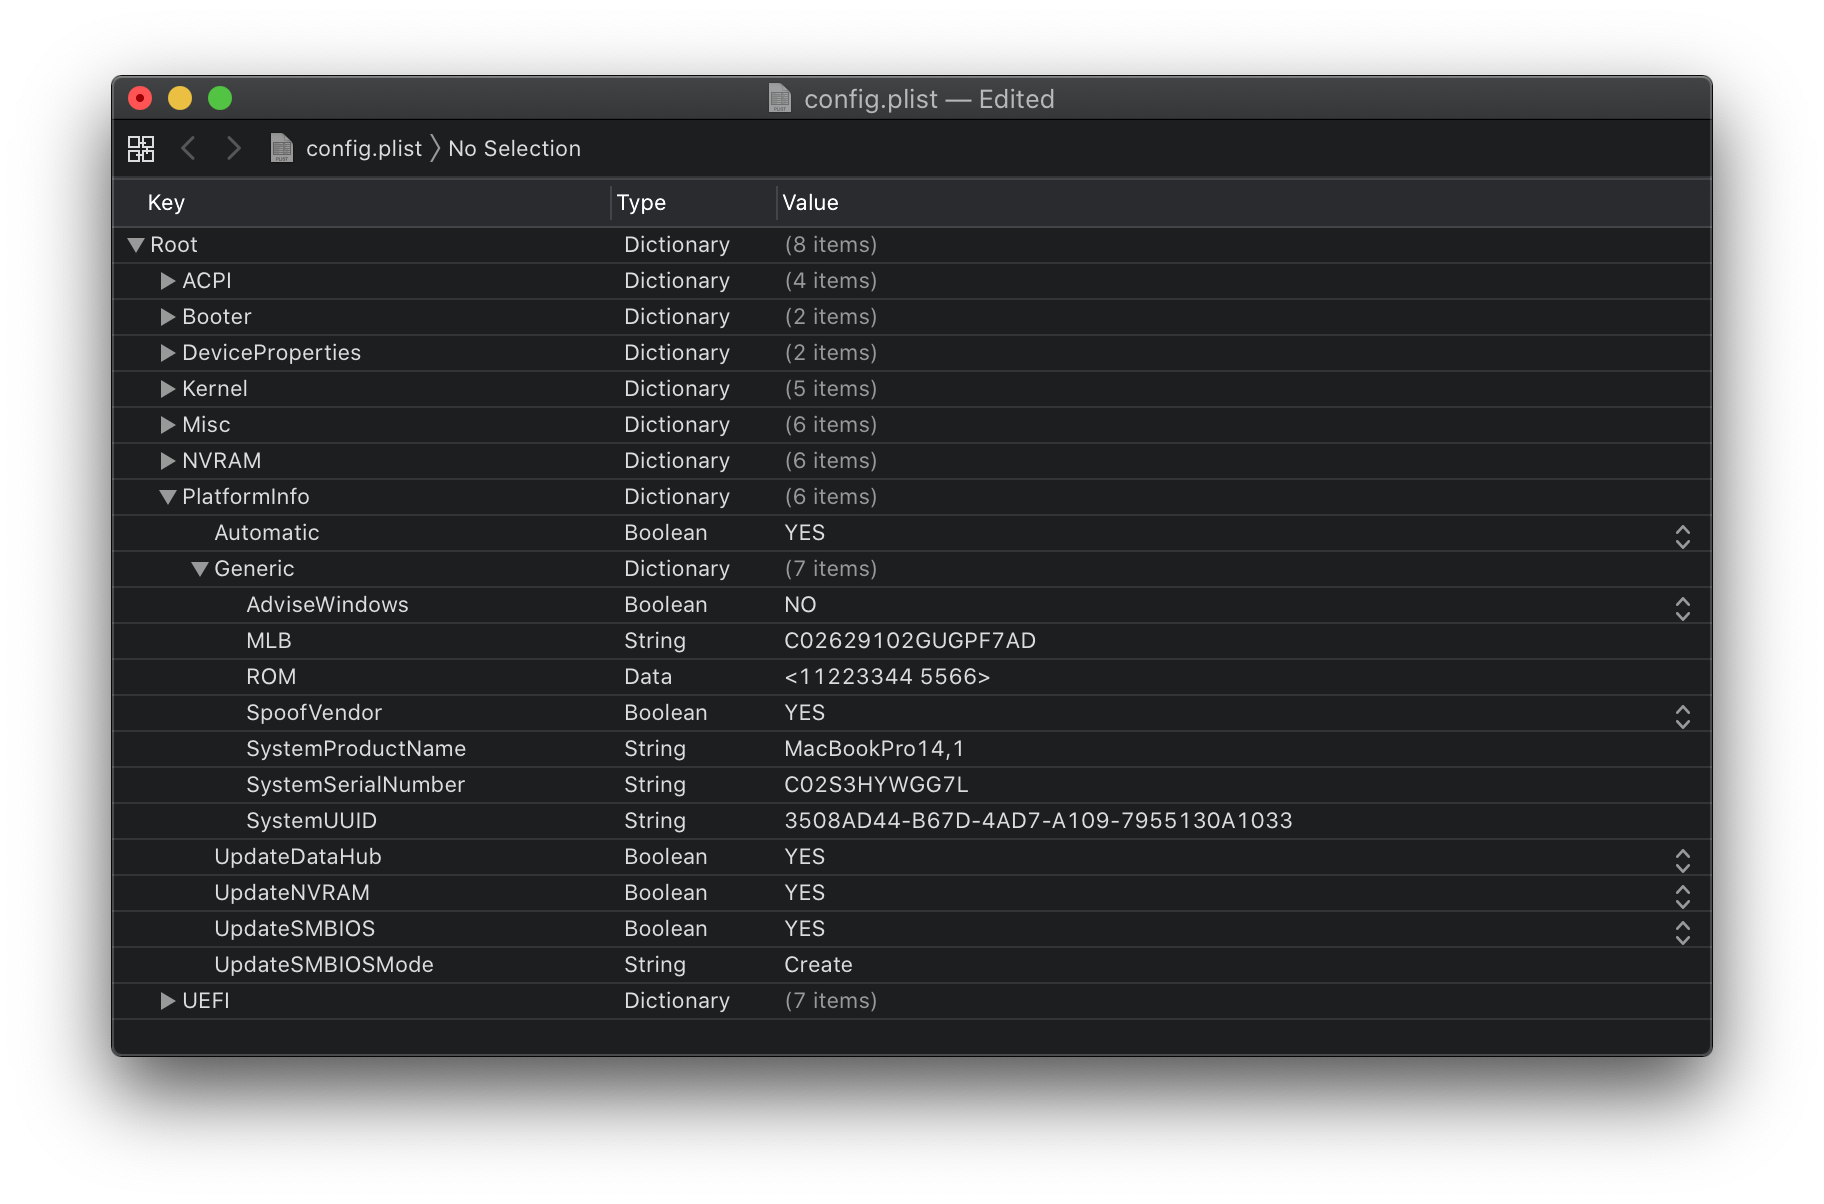 config.plist — Edited
config.plist 〉 No Selection
Key Type Value
Root Dictionary (8 items)
ACPI Dictionary (4 items)
Booter Dictionary (2 items)
DeviceProperties Dictionary (2 items)
Kernel Dictionary (5 items)
Misc Dictionary (6 items)
NVRAM Dictionary (6 items)
PlatformInfo Dictionary (6 items)
Automatic Boolean YES
Generic Dictionary (7 items)
AdviseWindows Boolean NO
MLB String C02629102GUGPF7AD
ROM Data <11223344 5566>
SpoofVendor Boolean YES
SystemProductName String MacBookPro14,1
SystemSerialNumber String C02S3HYWGG7L
SystemUUID String 3508AD44-B67D-4AD7-A109-7955130A1033
UpdateDataHub Boolean YES
UpdateNVRAM Boolean YES
UpdateSMBIOS Boolean YES
UpdateSMBIOSMode String Create
UEFI Dictionary (7 items)